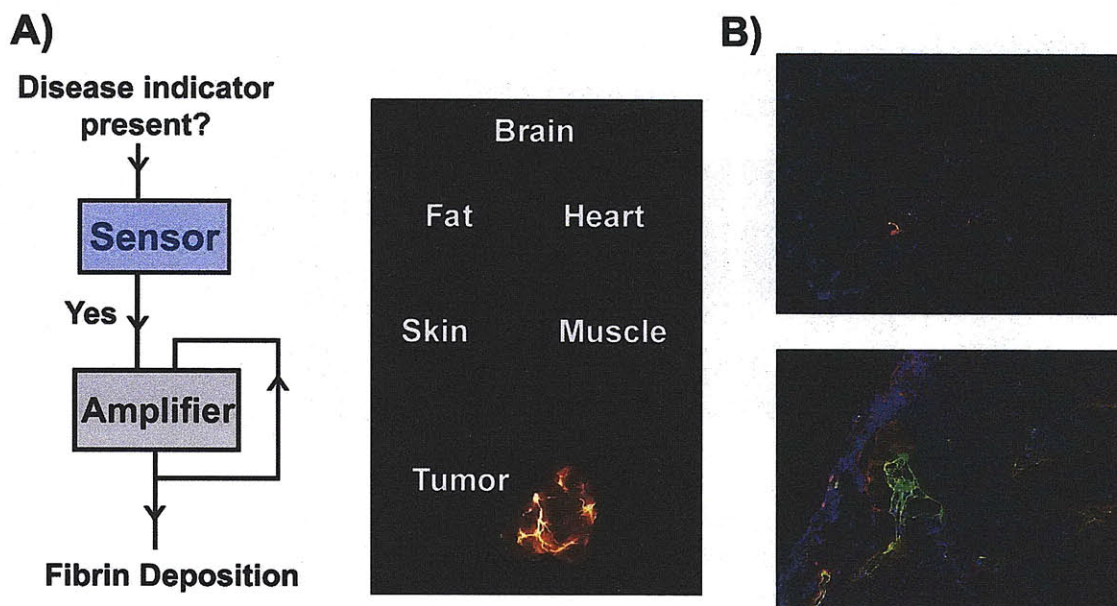 A)
Disease indicator
present?
Sensor
Yes
Amplifier
Fibrin Deposition
Brain
Fat Heart
Skin Muscle
Tumor
B)